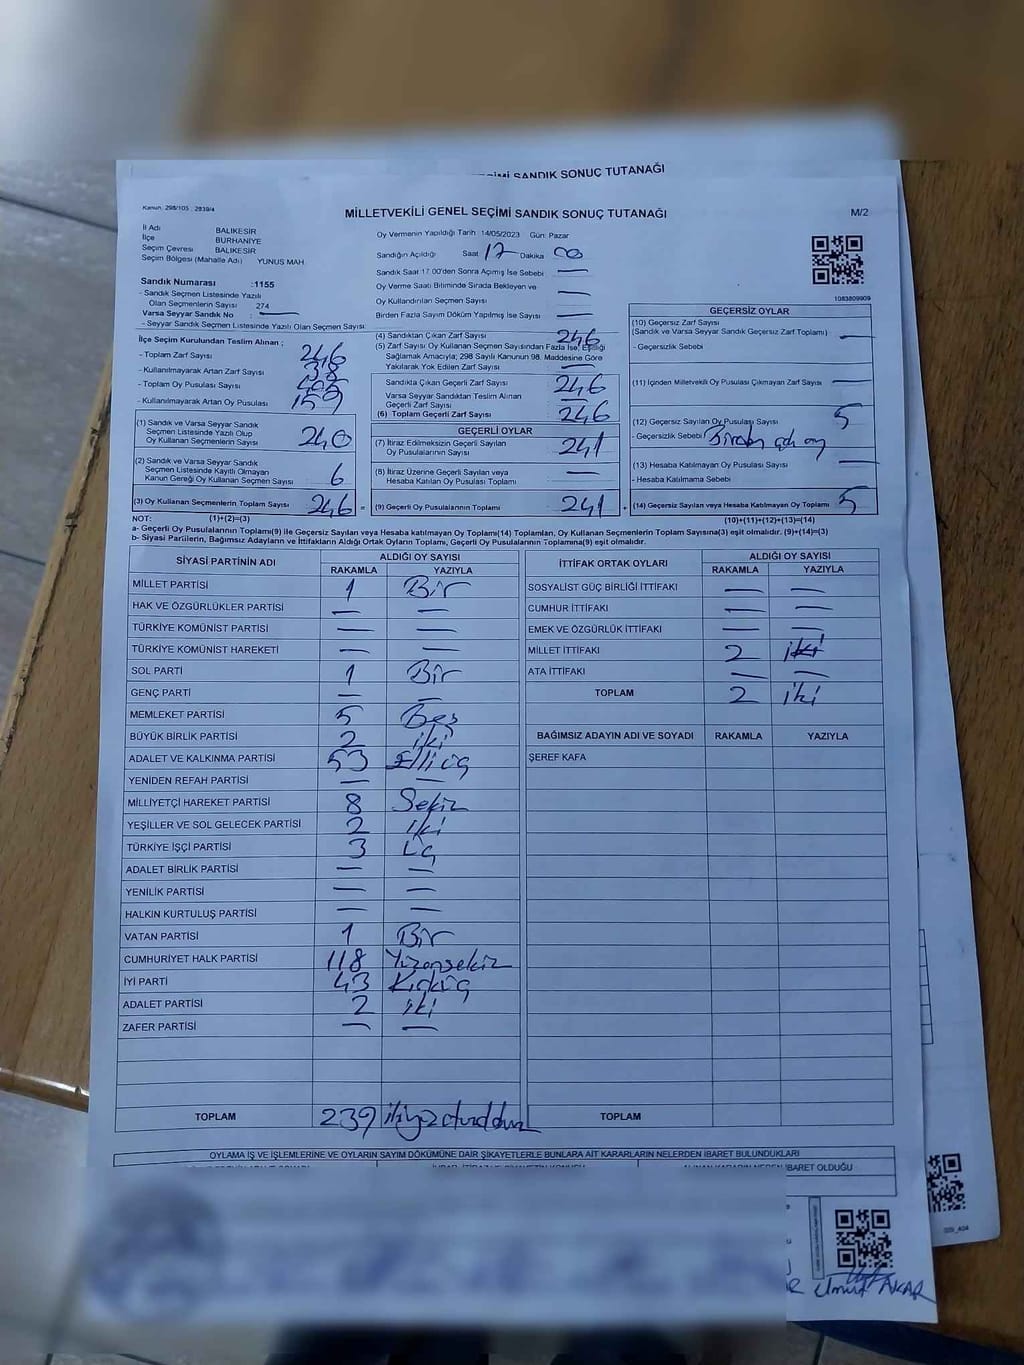 SANDIK SONUÇ TUTANAĞI
Kanun: 298/105 2839/4
MİLLETVEKİLİ GENEL SEÇİMİ SANDIK SONUÇ TUTANAĞI
M/2
İl Adı BALIKESİR
İlçe BURHANİYE
Seçim Çevresi BALIKESİR
Seçim Bölgesi (Mahalle Adı) YUNUS MAH.
Oy Vermenin Yapıldığı Tarih 14/05/2023 Gün: Pazar
Sandığın Açıldığı Saat 17 Dakika 00
Sandık Saat 17.00'den Sonra Açımış İse Sebebi —
Oy Verme Saati Bitiminde Sırada Bekleyen ve
Oy Kullandırılan Seçmen Sayısı —
Birden Fazla Sayım Döküm Yapılmış İse Sayısı —
1083809909
Sandık Numarası :1155
- Sandık Seçmen Listesinde Yazılı
Olan Seçmenlerin Sayısı 274
Varsa Seyyar Sandık No : —
- Seyyar Sandık Seçmen Listesinde Yazılı Olan Seçmen Sayısı
İlçe Seçim Kurulundan Teslim Alınan ;
- Toplam Zarf Sayısı
- Kullanılmayarak Artan Zarf Sayısı
- Toplam Oy Pusulası Sayısı
- Kullanılmayarak Artan Oy Pusulası
(1) Sandık ve Varsa Seyyar Sandık
Seçmen Listesinde Yazılı Olup
Oy Kullanan Seçmenlerin Sayısı 240
(2) Sandık ve Varsa Seyyar Sandık
Seçmen Listesinde Kayıtlı Olmayan
Kanun Gereği Oy Kullanan Seçmen Sayısı 6
(3) Oy Kullanan Seçmenlerin Toplam Sayısı 246 =
(4) Sandıktan Çıkan Zarf Sayısı 246
(5) Zarf Sayısı Oy Kullanan Seçmen Sayısından Fazla İse, Eşitliği
Sağlamak Amacıyla; 298 Sayılı Kanunun 98. Maddesine Göre
Yakılarak Yok Edilen Zarf Sayısı —
Sandıkla Çıkan Geçerli Zarf Sayısı 246
Varsa Seyyar Sandıktan Teslim Alınan
Geçerli Zarf Sayısı —
(6) Toplam Geçerli Zarf Sayısı 246
GEÇERLİ OYLAR
(7) İtiraz Edilmeksizin Geçerli Sayılan
Oy Pusulalarının Sayısı 241
(8) İtiraz Üzerine Geçerli Sayılan veya
Hesaba Katılan Oy Pusulası Toplamı —
(9) Geçerli Oy Pusulalarının Toplamı 241 +
GEÇERSİZ OYLAR
(10) Geçersiz Zarf Sayısı
(Sandık ve Varsa Seyyar Sandık Geçersiz Zarf Toplamı) —
- Geçersizlik Sebebi
(11) İçinden Milletvekili Oy Pusulası Çıkmayan Zarf Sayısı —
(12) Geçersiz Sayılan Oy Pusulası Sayısı 5
- Geçersizlik Sebebi
(13) Hesaba Katılmayan Oy Pusulası Sayısı —
- Hesaba Katılmama Sebebi
(14) Geçersiz Sayılan veya Hesaba Katılmayan Oy Toplamı 5
NOT: (1)+(2)=(3) (10)+(11)+(12)+(13)=(14)
a- Geçerli Oy Pusulalarının Toplamı(9) ile Geçersiz Sayılan veya Hesaba katılmayan Oy Toplamı(14) Toplamları, Oy Kullanan Seçmenlerin Toplam Sayısına(3) eşit olmalıdır. (9)+(14)=(3)
b- Siyasi Partilerin, Bağımsız Adayların ve İttifakların Aldığı Ortak Oyların Toplamı, Geçerli Oy Pusulalarının Toplamına(9) eşit olmalıdır.
SİYASİ PARTİNİN ADI ALDIĞI OY SAYISI
RAKAMLA YAZIYLA
MİLLET PARTİSİ 1 Bir
HAK VE ÖZGÜRLÜKLER PARTİSİ — —
TÜRKİYE KOMÜNİST PARTİSİ — —
TÜRKİYE KOMÜNİST HAREKETİ — —
SOL PARTİ 1 Bir
GENÇ PARTİ — —
MEMLEKET PARTİSİ 5 Beş
BÜYÜK BİRLİK PARTİSİ 2 iki
ADALET VE KALKINMA PARTİSİ 53 Elli üç
YENİDEN REFAH PARTİSİ — —
MİLLİYETÇİ HAREKET PARTİSİ 8 Sekiz
YEŞİLLER VE SOL GELECEK PARTİSİ 2 iki
TÜRKİYE İŞÇİ PARTİSİ 3 üç
ADALET BİRLİK PARTİSİ — —
YENİLİK PARTİSİ — —
HALKIN KURTULUŞ PARTİSİ — —
VATAN PARTİSİ 1 Bir
CUMHURİYET HALK PARTİSİ 118 Yüzonsekiz
İYİ PARTİ 43 Kırküç
ADALET PARTİSİ 2 iki
ZAFER PARTİSİ — —
TOPLAM 239 ikiyüzotuzdokuz
İTTİFAK ORTAK OYLARI ALDIĞI OY SAYISI
RAKAMLA YAZIYLA
SOSYALİST GÜÇ BİRLİĞİ İTTİFAKI — —
CUMHUR İTTİFAKI — —
EMEK VE ÖZGÜRLÜK İTTİFAKI — —
MİLLET İTTİFAKI 2 iki
ATA İTTİFAKI — —
TOPLAM 2 iki
BAĞIMSIZ ADAYIN ADI VE SOYADI RAKAMLA YAZIYLA
ŞEREF KAFA
TOPLAM
OYLAMA İŞ VE İŞLEMLERİNE VE OYLARIN SAYIM DÖKÜMÜNE DAİR ŞİKAYETLERLE BUNLARA AİT KARARLARIN NELERDEN İBARET BULUNDUKLARI
İBARET OLDUĞU
Umut AKAR